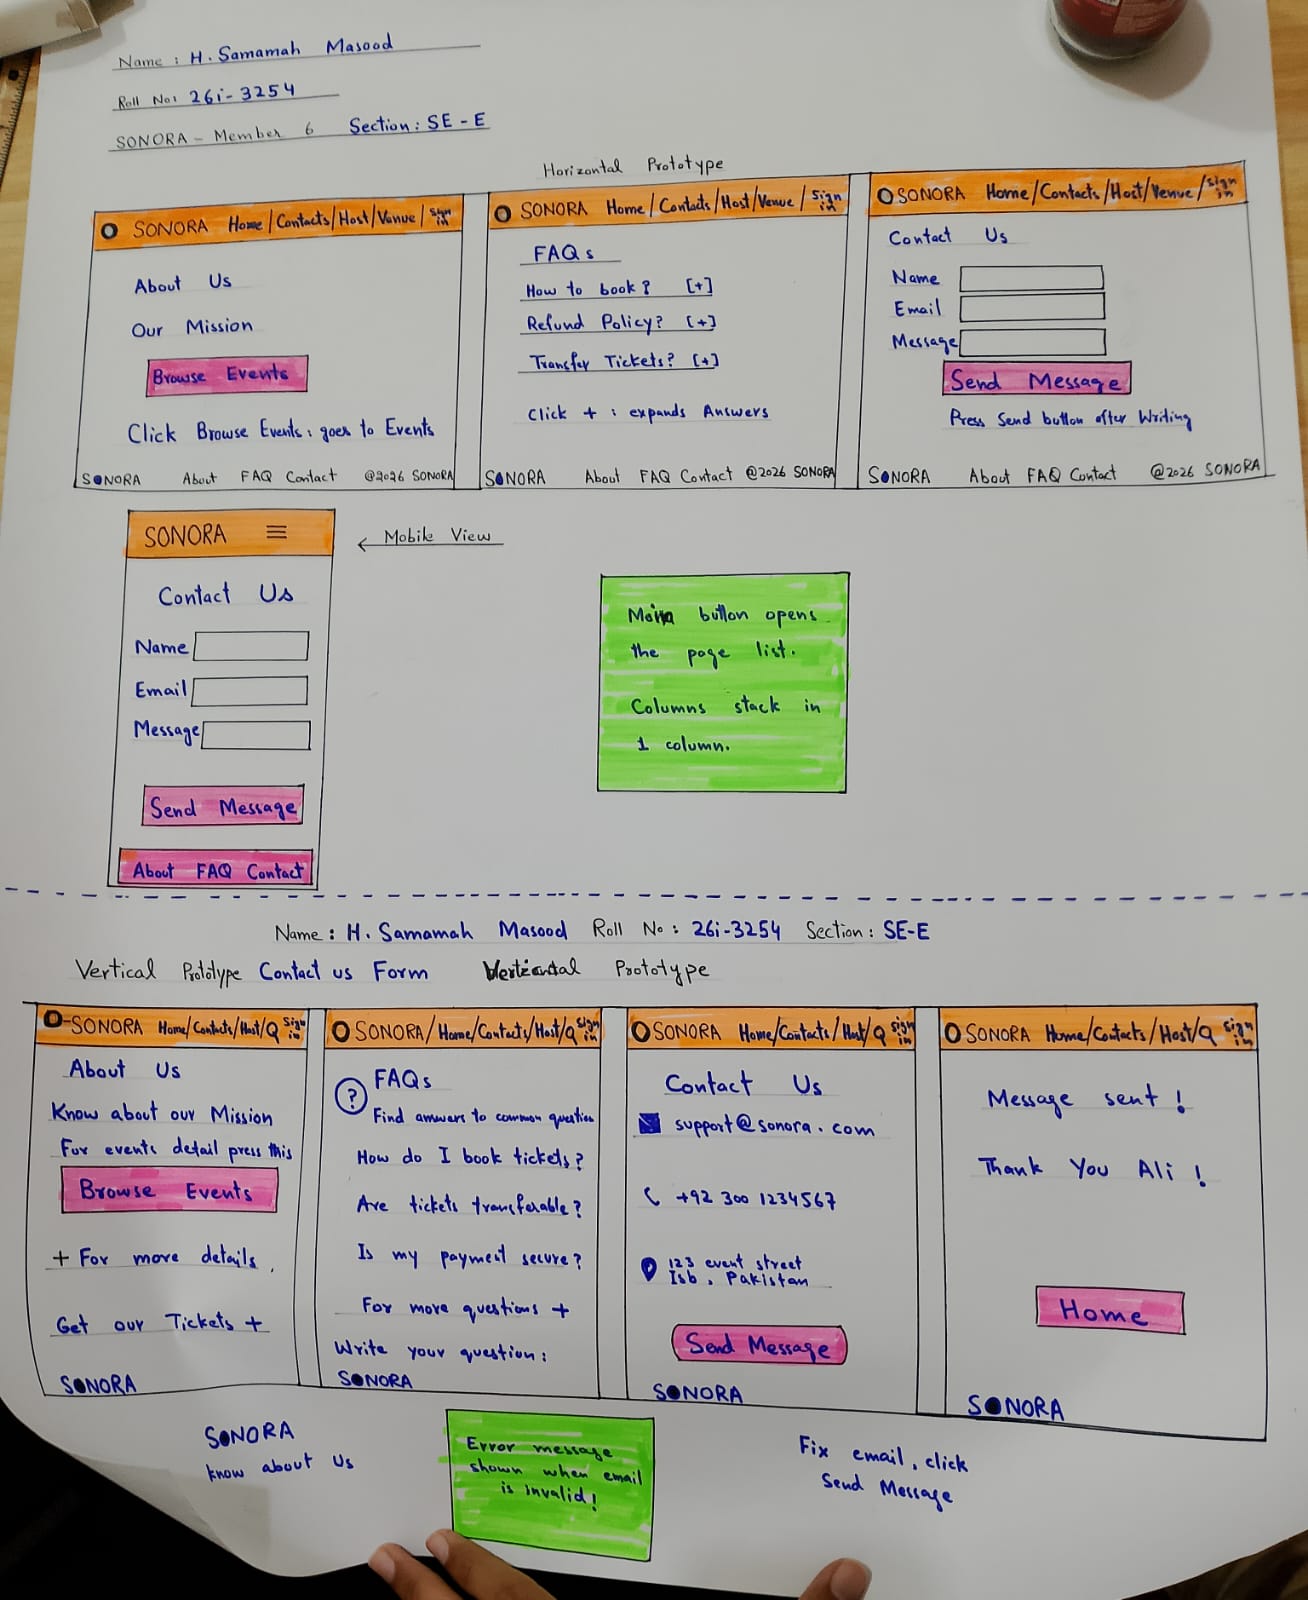 Name : H. Samamah Masood
Roll No: 26i-3254
SONORA - Member 6 Section: SE-E
Horizontal Prototype
SONORA Home/Contacts/Host/Venue/Sign in
About Us
Our Mission
Browse Events
Click Browse Events: goes to Events
SONORA About FAQ Contact @2026 SONORA
SONORA Home/Contacts/Host/Venue/Sign in
FAQs
How to book? [+]
Refund Policy? [+]
Transfer Tickets? [+]
Click + : expands Answers
SONORA About FAQ Contact @2026 SONORA
SONORA Home/Contacts/Host/Venue/Sign in
Contact Us
Name
Email
Message
Send Message
Press Send button after Writing
SONORA About FAQ Contact @2026 SONORA
SONORA ☰
Contact Us
Name
Email
Message
Send Message
About FAQ Contact
← Mobile View
button opens
the page list.
Columns stack in
1 column.
Name : H. Samamah Masood Roll No : 26i-3254 Section : SE-E
Vertical Prototype Contact us Form Prototype
SONORA Home/Contacts/Host/Q Sign in
About Us
Know about our Mission
For events detail press this
Browse Events
+ For more details.
Get our Tickets +
SONORA
SONORA/Home/Contacts/Host/Q Sign in
? FAQs
Find amwers to common question
How do I book tickets?
Are tickets transferable?
Is my payment secure?
For more questions +
Write your question:
SONORA
SONORA Home/Contacts/Host/Q Sign in
Contact Us
support@sonora.com
+92 300 1234567
123 event street
Isb, Pakistan
Send Message
SONORA
SONORA Home/Contacts/Host/Q Sign in
Message sent!
Thank You Ali!
Home
SONORA
SONORA
know about Us
Error message
shown when email
is invalid!
Fix email, click
Send Message